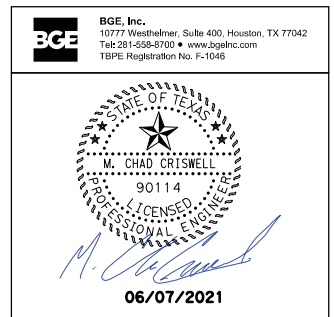 BGE
BGE, Inc.
10777 Westheimer, Suite 400, Houston, TX 77042
Tel: 281-558-8700 • www.bgeinc.com
TBPE Registration No. F-1046
STATE OF TEXAS
M. CHAD CRISWELL
90114
LICENSED
PROFESSIONAL ENGINEER
06/07/2021